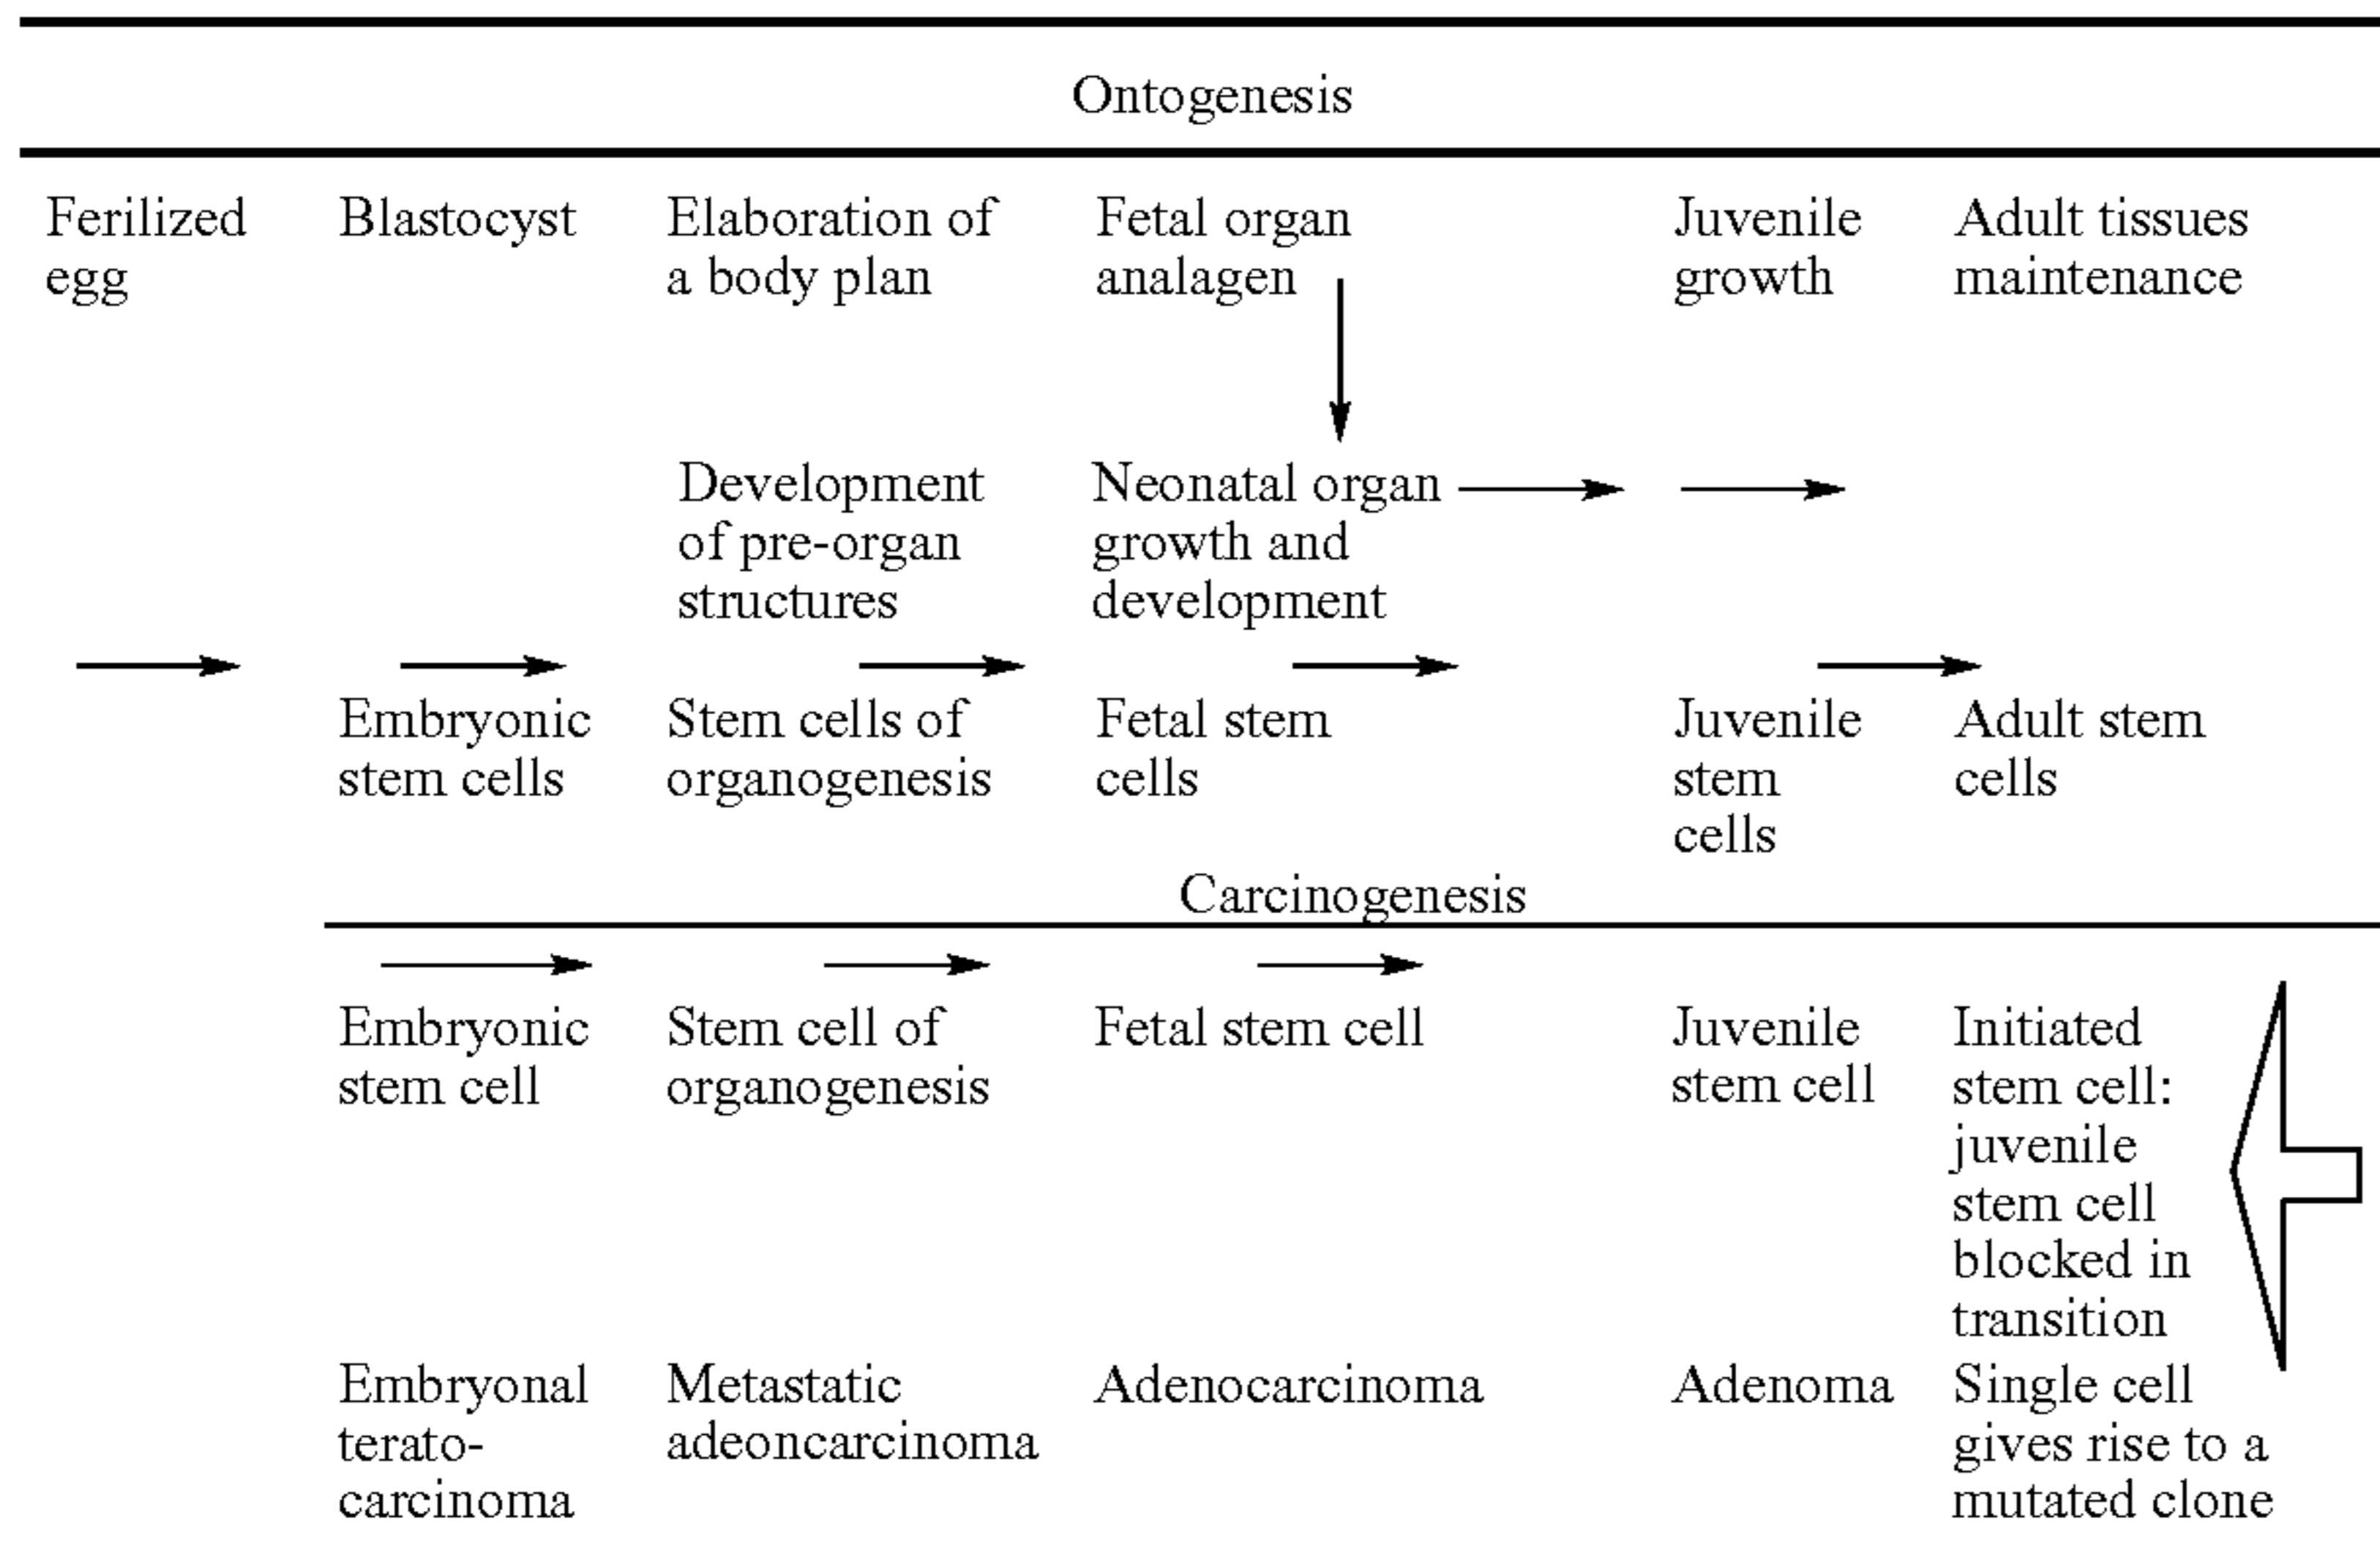 Ontogenesis
Ferilized
egg
Blastocyst
Elaboration of
a body plan
Fetal organ
analagen
Juvenile
growth
Adult tissues
maintenance
Development
of pre-organ
structures
Neonatal organ
growth and
development
Embryonic
stem cells
Stem cells of
organogenesis
Fetal stem
cells
Juvenile
stem
cells
Adult stem
cells
Carcinogenesis
Embryonic
stem cell
Stem cell of
organogenesis
Fetal stem cell
Juvenile
stem cell
Initiated
stem cell:
juvenile
stem cell
blocked in
transition
Embryonal
terato-
carcinoma
Metastatic
adeoncarcinoma
Adenocarcinoma
Adenoma
Single cell
gives rise to a
mutated clone